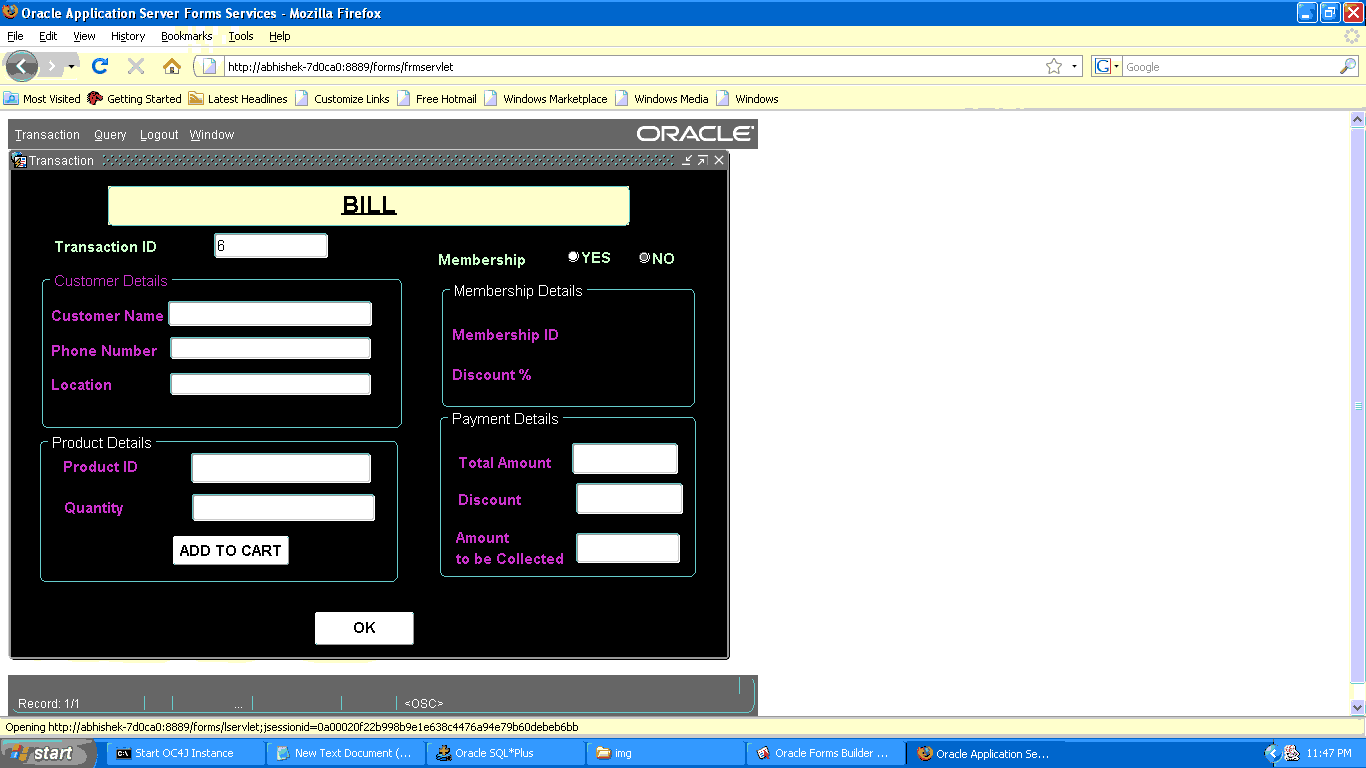 Oracle Application Server Forms Services - Mozilla Firefox
File Edit View History Bookmarks Tools Help
http://abhishek-7d0ca0:8889/forms/frmservlet
G Google
Most Visited Getting Started Latest Headlines Customize Links Free Hotmail Windows Marketplace Windows Media Windows
Transaction Query Logout Window ORACLE
Transaction
BILL
Transaction ID 6
Membership YES NO
Customer Details
Customer Name
Phone Number
Location
Membership Details
Membership ID
Discount %
Product Details
Product ID
Quantity
ADD TO CART
Payment Details
Total Amount
Discount
Amount
to be Collected
OK
Record: 1/1 ... <OSC>
Opening http://abhishek-7d0ca0:8889/forms/lservlet;jsessionid=0a00020f22b998b9e1e638c4476a94e79b60debeb6bb
start Start OC4J Instance New Text Document (... Oracle SQL*Plus img Oracle Forms Builder ... Oracle Application Se... 11:47 PM